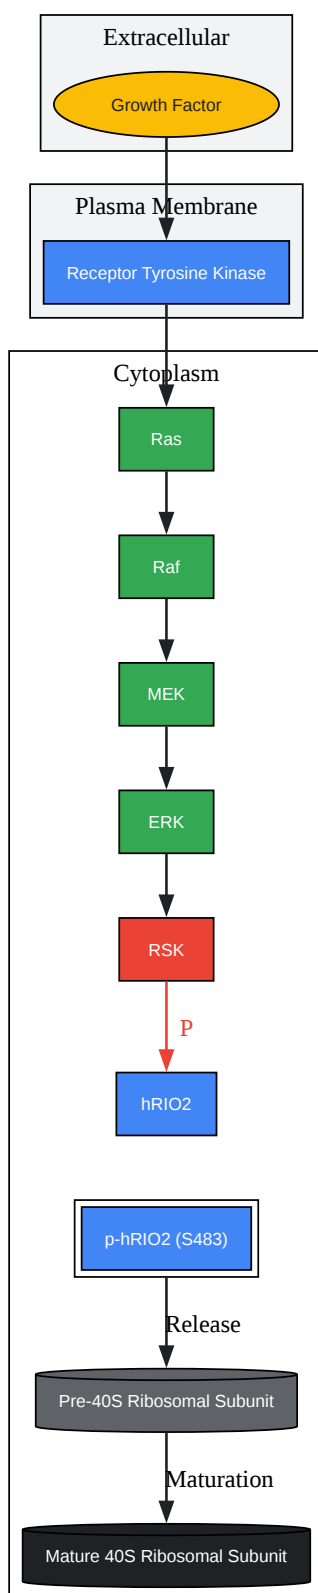 Extracellular
Growth Factor
Plasma Membrane
Receptor Tyrosine Kinase
Cytoplasm
Ras
Raf
MEK
ERK
RSK
P
hRIO2
p-hRIO2 (S483)
Release
Pre-40S Ribosomal Subunit
Maturation
Mature 40S Ribosomal Subunit